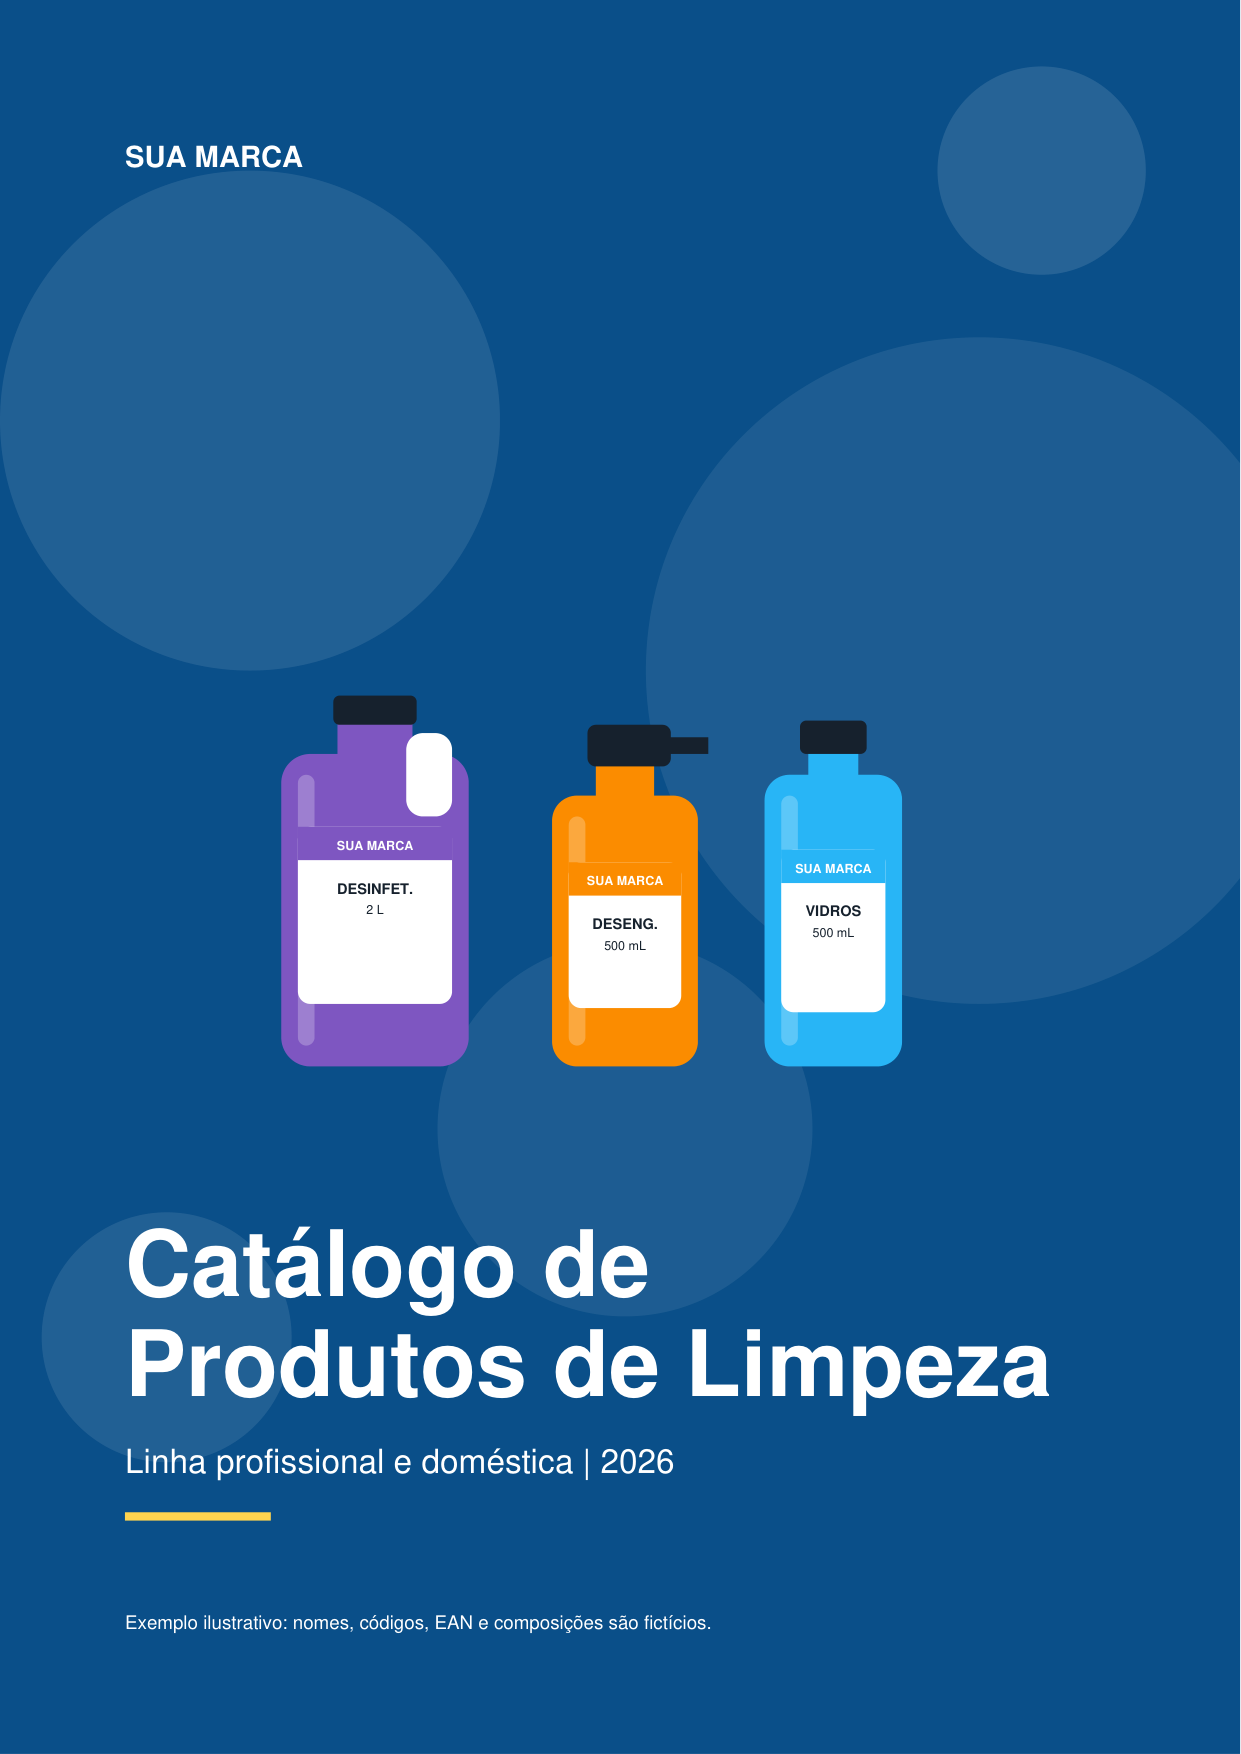 SUA MARCA
SUA MARCA
DESINFET.
2 L
SUA MARCA
DESENG.
500 mL
SUA MARCA
VIDROS
500 mL
Catálogo de
Produtos de Limpeza
Linha profissional e doméstica | 2026
Exemplo ilustrativo: nomes, códigos, EAN e composições são fictícios.